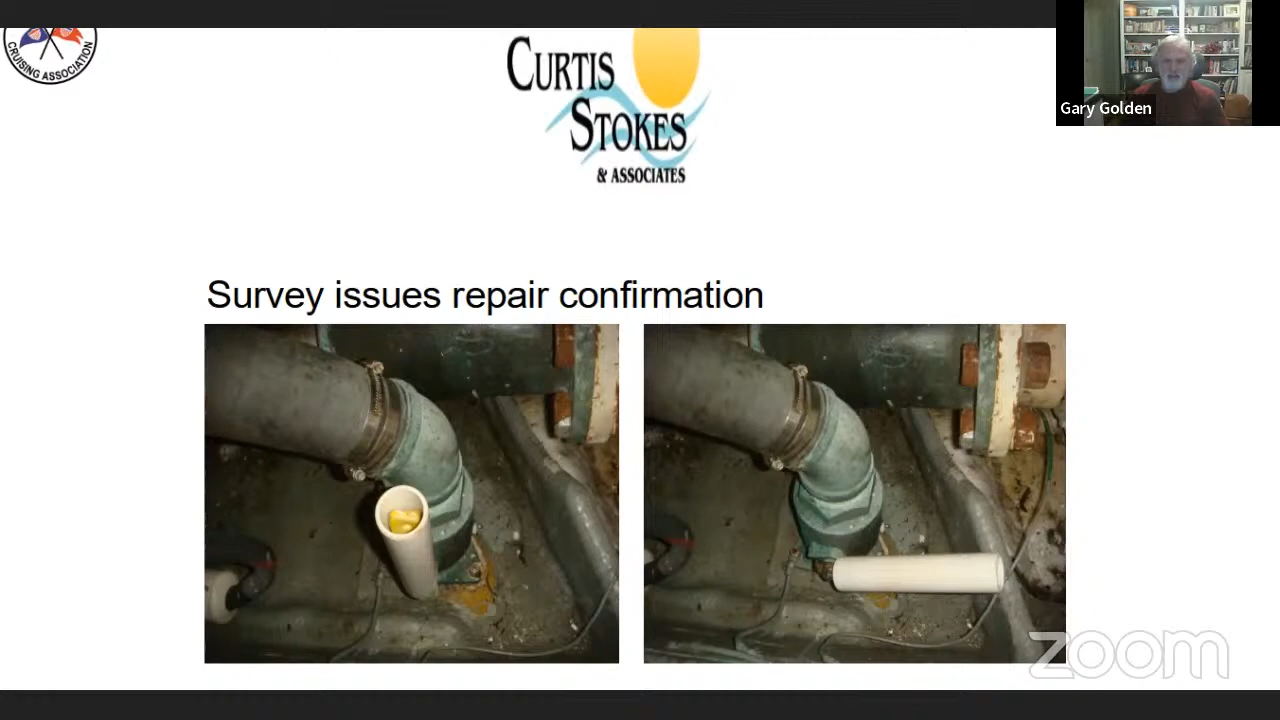 CRUISING ASSOCIATION
CURTIS
STOKES
& ASSOCIATES
Gary Golden
Survey issues repair confirmation
zoom